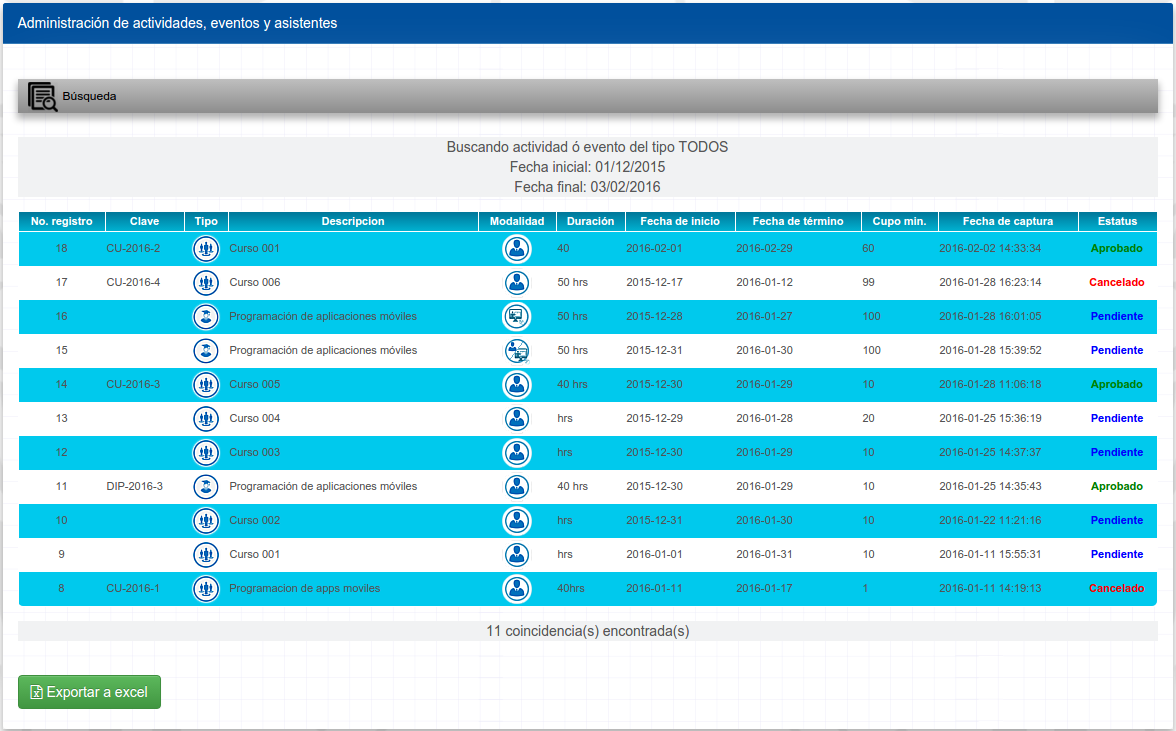 Administración de actividades, eventos y asistentes
Búsqueda
Buscando actividad ó evento del tipo TODOS
Fecha inicial: 01/12/2015
Fecha final: 03/02/2016
No. registro Clave Tipo Descripcion Modalidad Duración Fecha de inicio Fecha de término Cupo min. Fecha de captura Estatus
18 CU-2016-2 Curso 001 40 2016-02-01 2016-02-29 60 2016-02-02 14:33:34 Aprobado
17 CU-2016-4 Curso 006 50 hrs 2015-12-17 2016-01-12 99 2016-01-28 16:23:14 Cancelado
16 Programación de aplicaciones móviles 50 hrs 2015-12-28 2016-01-27 100 2016-01-28 16:01:05 Pendiente
15 Programación de aplicaciones móviles 50 hrs 2015-12-31 2016-01-30 100 2016-01-28 15:39:52 Pendiente
14 CU-2016-3 Curso 005 40 hrs 2015-12-30 2016-01-29 10 2016-01-28 11:06:18 Aprobado
13 Curso 004 hrs 2015-12-29 2016-01-28 20 2016-01-25 15:36:19 Pendiente
12 Curso 003 hrs 2015-12-30 2016-01-29 10 2016-01-25 14:37:37 Pendiente
11 DIP-2016-3 Programación de aplicaciones móviles 40 hrs 2015-12-30 2016-01-29 10 2016-01-25 14:35:43 Aprobado
10 Curso 002 hrs 2015-12-31 2016-01-30 10 2016-01-22 11:21:16 Pendiente
9 Curso 001 hrs 2016-01-01 2016-01-31 10 2016-01-11 15:55:31 Pendiente
8 CU-2016-1 Programacion de apps moviles 40hrs 2016-01-11 2016-01-17 1 2016-01-11 14:19:13 Cancelado
11 coincidencia(s) encontrada(s)
Exportar a excel